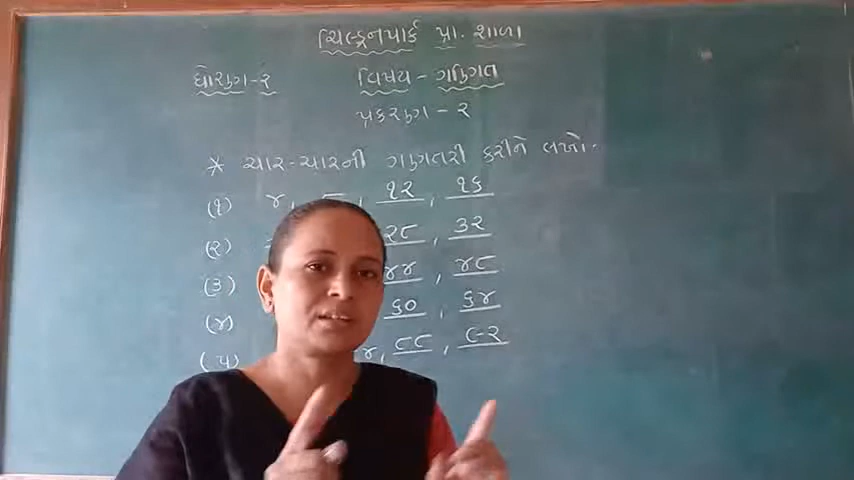 ચિલ્ડ્રનપાર્ક પ્રા. શાળા
ધોરણ-૨ વિષય - ગણિત
પ્રકરણ - ૨
* ચાર-ચારની ગણતરી કરીને લખો.
(૧) ૪, ૮, ૧૨, ૧૬
(૨) ૨૮, ૩૨
(૩) ૪૪, ૪૮
(૪) ૬૦, ૬૪
(૫) ૮૮, ૯૨